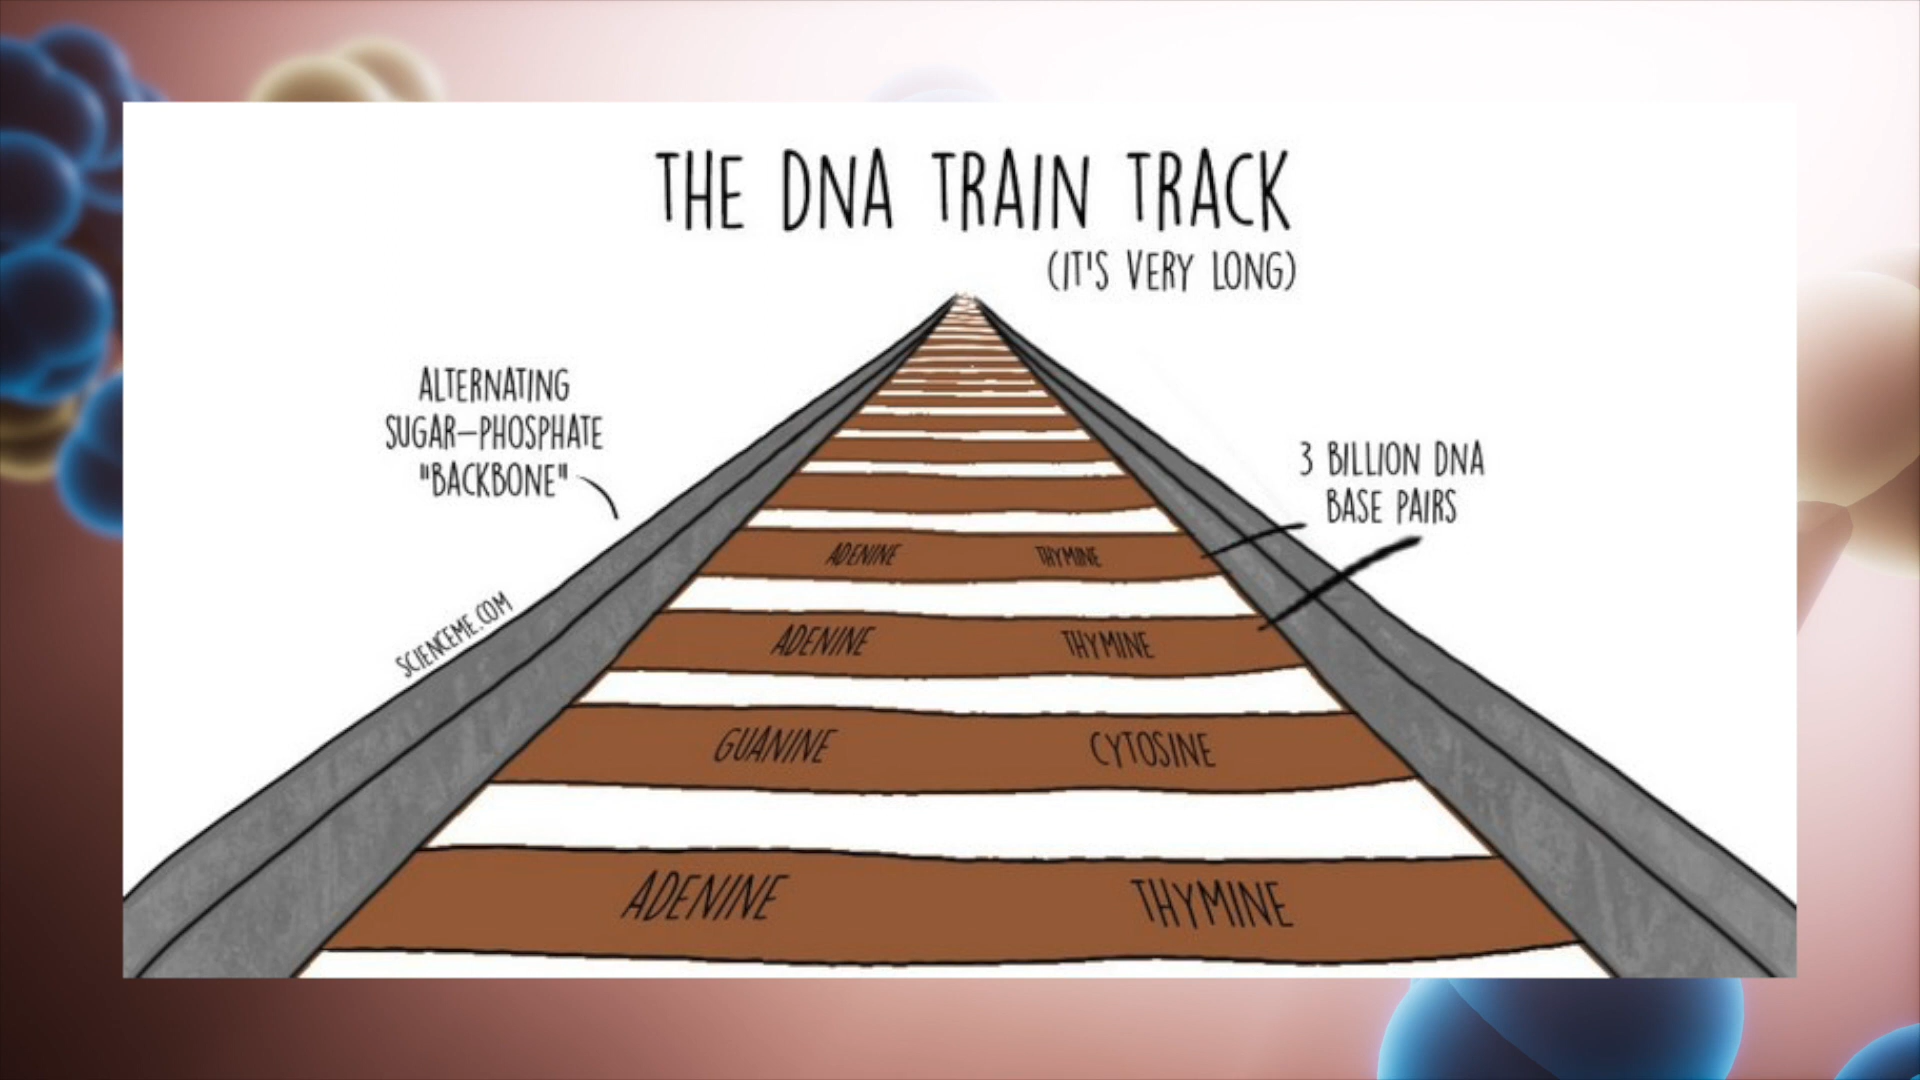 THE DNA TRAIN TRACK
(IT'S VERY LONG)
ALTERNATING
SUGAR-PHOSPHATE
"BACKBONE"
3 BILLION DNA
BASE PAIRS
SCIENCEME.COM
ADENINE THYMINE
ADENINE THYMINE
GUANINE CYTOSINE
ADENINE THYMINE